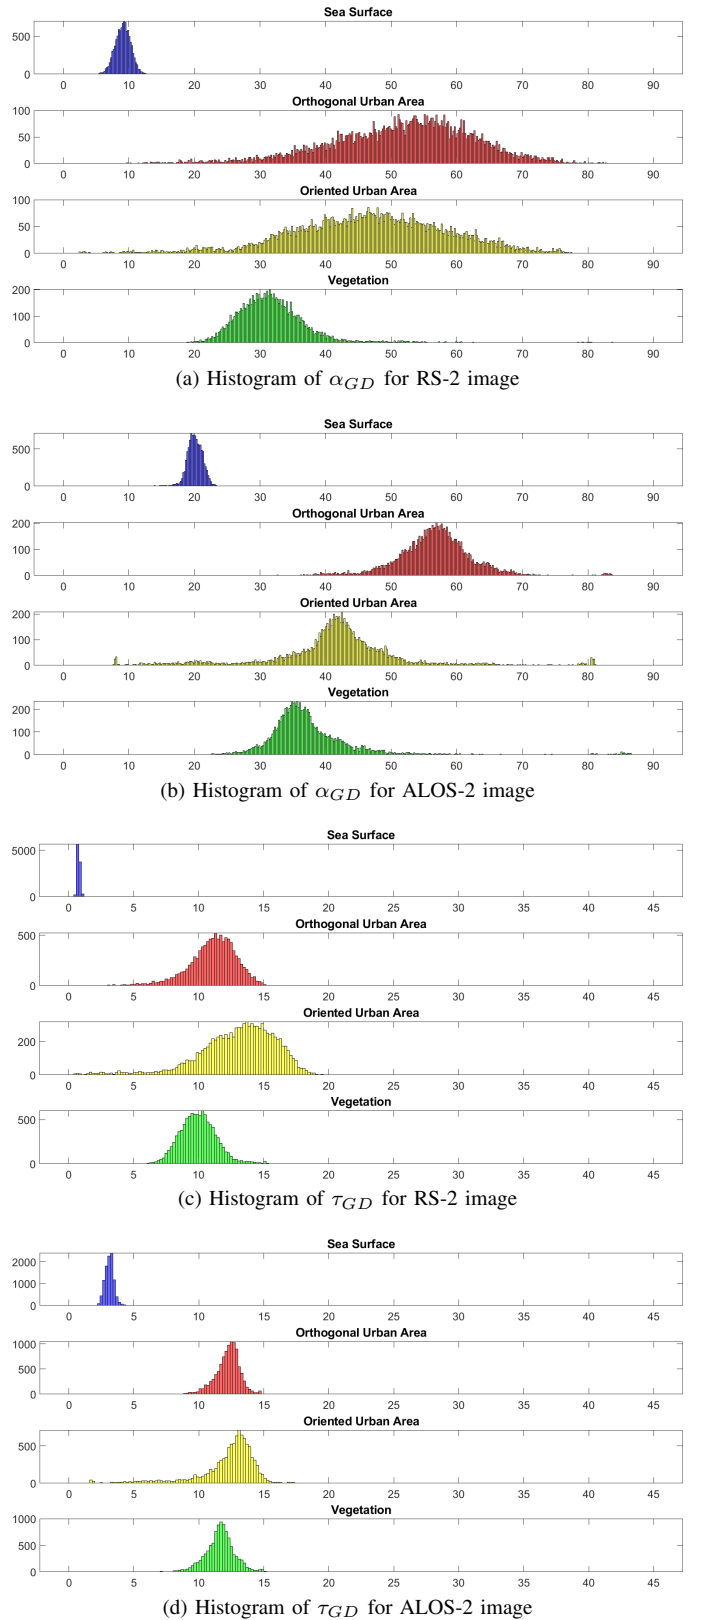 Sea Surface
500
0
0 10 20 30 40 50 60 70 80 90
Orthogonal Urban Area
100
50
0
0 10 20 30 40 50 60 70 80 90
Oriented Urban Area
100
50
0
0 10 20 30 40 50 60 70 80 90
Vegetation
200
100
0
0 10 20 30 40 50 60 70 80 90
(a) Histogram of α_GD for RS-2 image
Sea Surface
500
0
0 10 20 30 40 50 60 70 80 90
Orthogonal Urban Area
200
100
0
0 10 20 30 40 50 60 70 80 90
Oriented Urban Area
200
100
0
0 10 20 30 40 50 60 70 80 90
Vegetation
200
100
0
0 10 20 30 40 50 60 70 80 90
(b) Histogram of α_GD for ALOS-2 image
Sea Surface
5000
0
0 5 10 15 20 25 30 35 40 45
Orthogonal Urban Area
500
0
0 5 10 15 20 25 30 35 40 45
Oriented Urban Area
200
0
0 5 10 15 20 25 30 35 40 45
Vegetation
500
0
0 5 10 15 20 25 30 35 40 45
(c) Histogram of τ_GD for RS-2 image
Sea Surface
2000
1000
0
0 5 10 15 20 25 30 35 40 45
Orthogonal Urban Area
1000
500
0
0 5 10 15 20 25 30 35 40 45
Oriented Urban Area
500
0
0 5 10 15 20 25 30 35 40 45
Vegetation
1000
500
0
0 5 10 15 20 25 30 35 40 45
(d) Histogram of τ_GD for ALOS-2 image